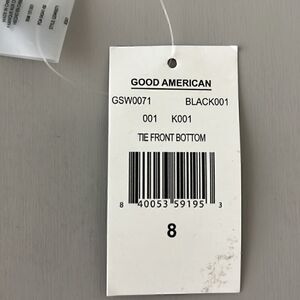 GOOD AMERICAN
GSW0071 BLACK001
001 K001
TIE FRONT BOTTOM
8 40053 59195 3
8